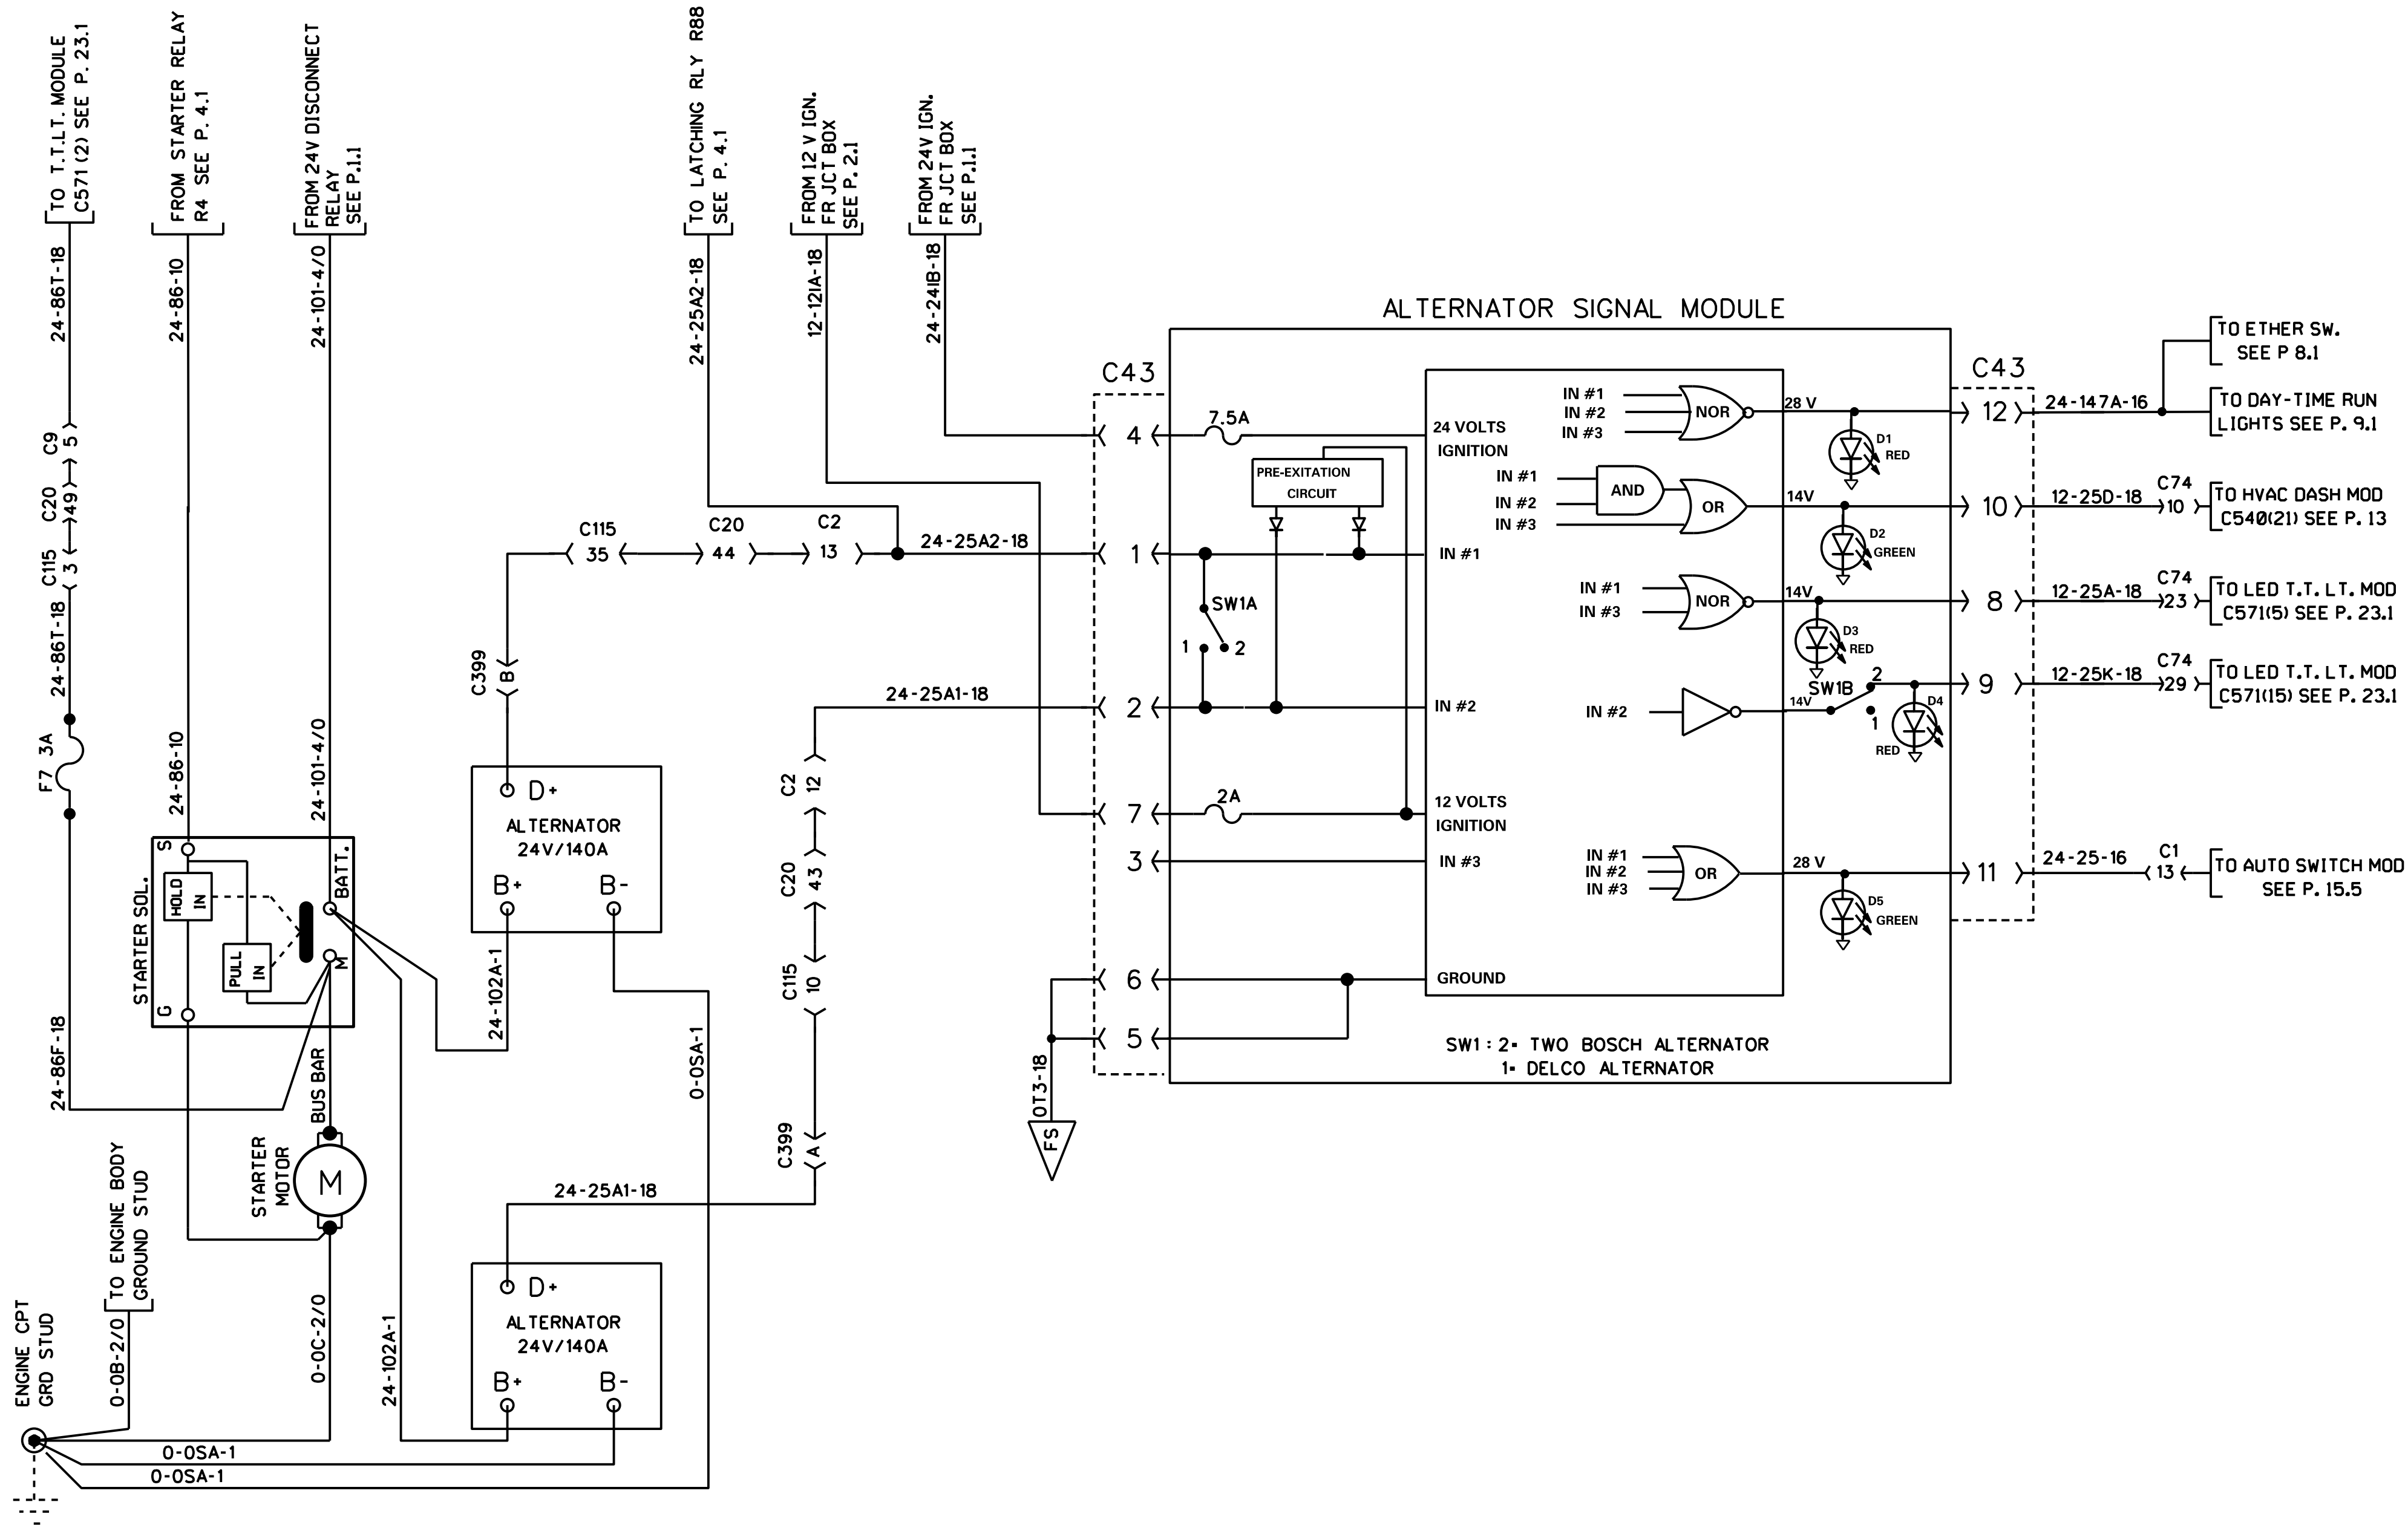 TO T.T.LT. MODULE
C571 (2) SEE P. 23.1
FROM STARTER RELAY
R4 SEE P. 4.1
FROM 24V DISCONNECT
RELAY
SEE P.1.1
TO LATCHING RLY R88
SEE P. 4.1
FROM 12 V IGN.
FR JCT BOX
SEE P. 2.1
FROM 24V IGN.
FR JCT BOX
SEE P.1.1
24-86T-18
24-86-10
24-101-4/0
24-25A2-18
12-12IA-18
24-24IB-18
C9
5
C20
49
C115
3
24-86T-18
F7 3A
24-86F-18
24-86-10
24-101-4/0
STARTER SOL.
S
HOLD
IN
PULL
IN
G
BATT.
M
BUS BAR
STARTER
MOTOR
M
TO ENGINE BODY
GROUND STUD
ENGINE CPT
GRD STUD
0-0B-2/0
0-0C-2/0
24-102A-1
0-0SA-1
0-0SA-1
C399
B
D+
ALTERNATOR
24V/140A
B+
B-
24-102A-1
0-0SA-1
24-25A1-18
D+
ALTERNATOR
24V/140A
B+
B-
C115
35
C20
44
C2
13
24-25A2-18
24-25A1-18
C2
12
C20
43
C115
10
C399
A
0T3-18
FS
ALTERNATOR SIGNAL MODULE
C43
4
1
2
7
3
6
5
7.5A
PRE-EXITATION
CIRCUIT
SW1A
1
2
2A
24 VOLTS
IGNITION
IN #1
IN #2
12 VOLTS
IGNITION
IN #3
GROUND
IN #1
IN #2
IN #3
NOR
28 V
D1
RED
IN #1
IN #2
IN #3
AND
OR
14V
D2
GREEN
IN #1
IN #3
NOR
14V
D3
RED
IN #2
14V
SW1B
2
1
D4
RED
IN #1
IN #2
IN #3
OR
28 V
D5
GREEN
SW1 : 2= TWO BOSCH ALTERNATOR
1= DELCO ALTERNATOR
C43
12
10
8
9
11
24-147A-16
TO ETHER SW.
SEE P 8.1
TO DAY-TIME RUN
LIGHTS SEE P. 9.1
12-25D-18
C74
10
TO HVAC DASH MOD
C540(21) SEE P. 13
12-25A-18
C74
23
TO LED T.T. LT. MOD
C571(5) SEE P. 23.1
12-25K-18
C74
29
TO LED T.T. LT. MOD
C571(15) SEE P. 23.1
24-25-16
C1
13
TO AUTO SWITCH MOD
SEE P. 15.5